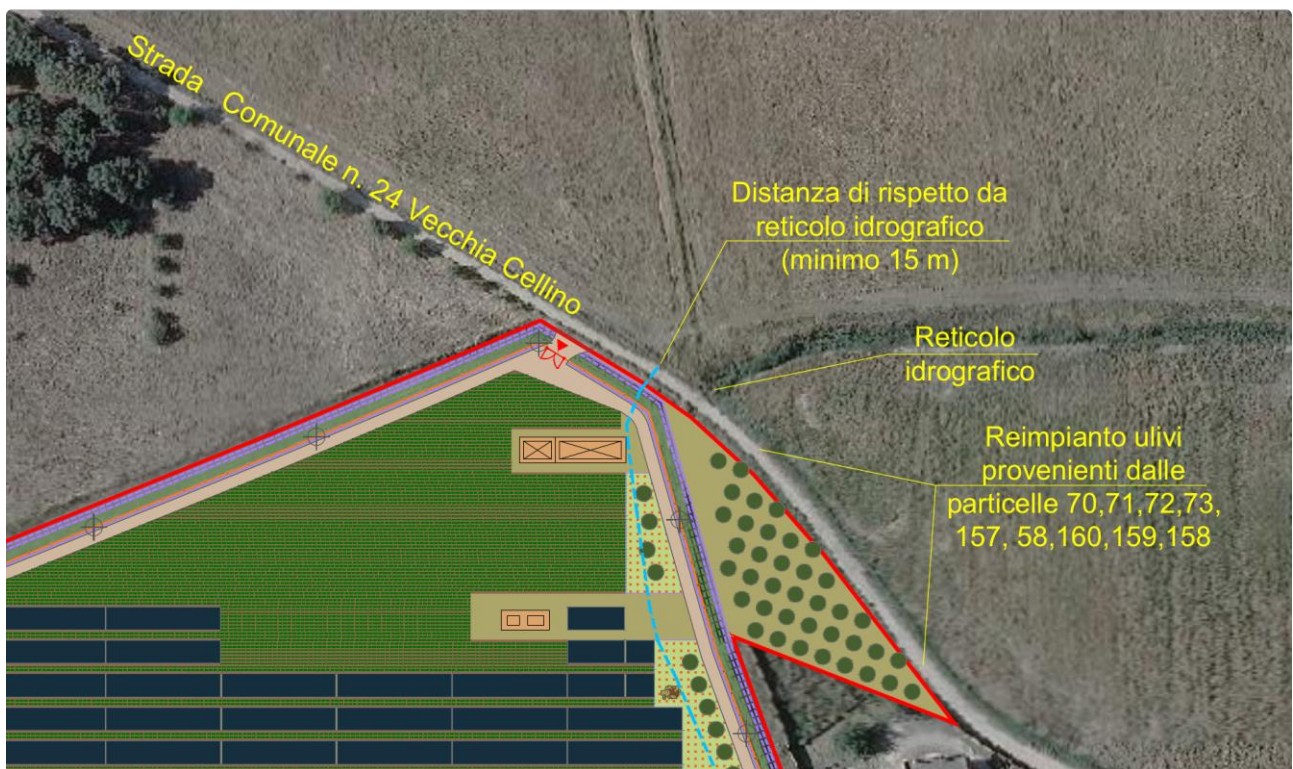 Strada Comunale n. 24 Vecchia Cellino
Distanza di rispetto da
reticolo idrografico
(minimo 15 m)
Reticolo
idrografico
Reimpianto ulivi
provenienti dalle
particelle 70,71,72,73,
157, 58,160,159,158